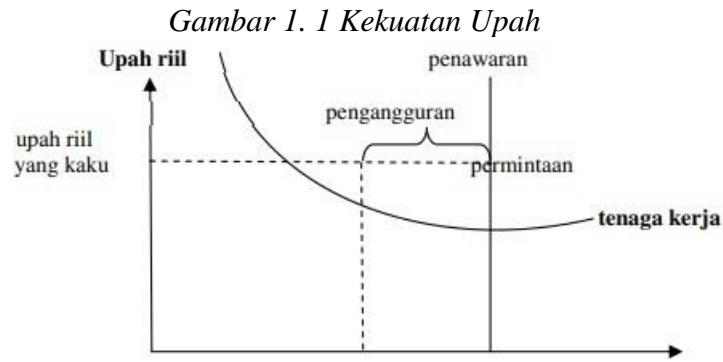 Gambar 1. 1 Kekuatan Upah
Upah riil
penawaran
pengangguran
upah riil
yang kaku
permintaan
tenaga kerja